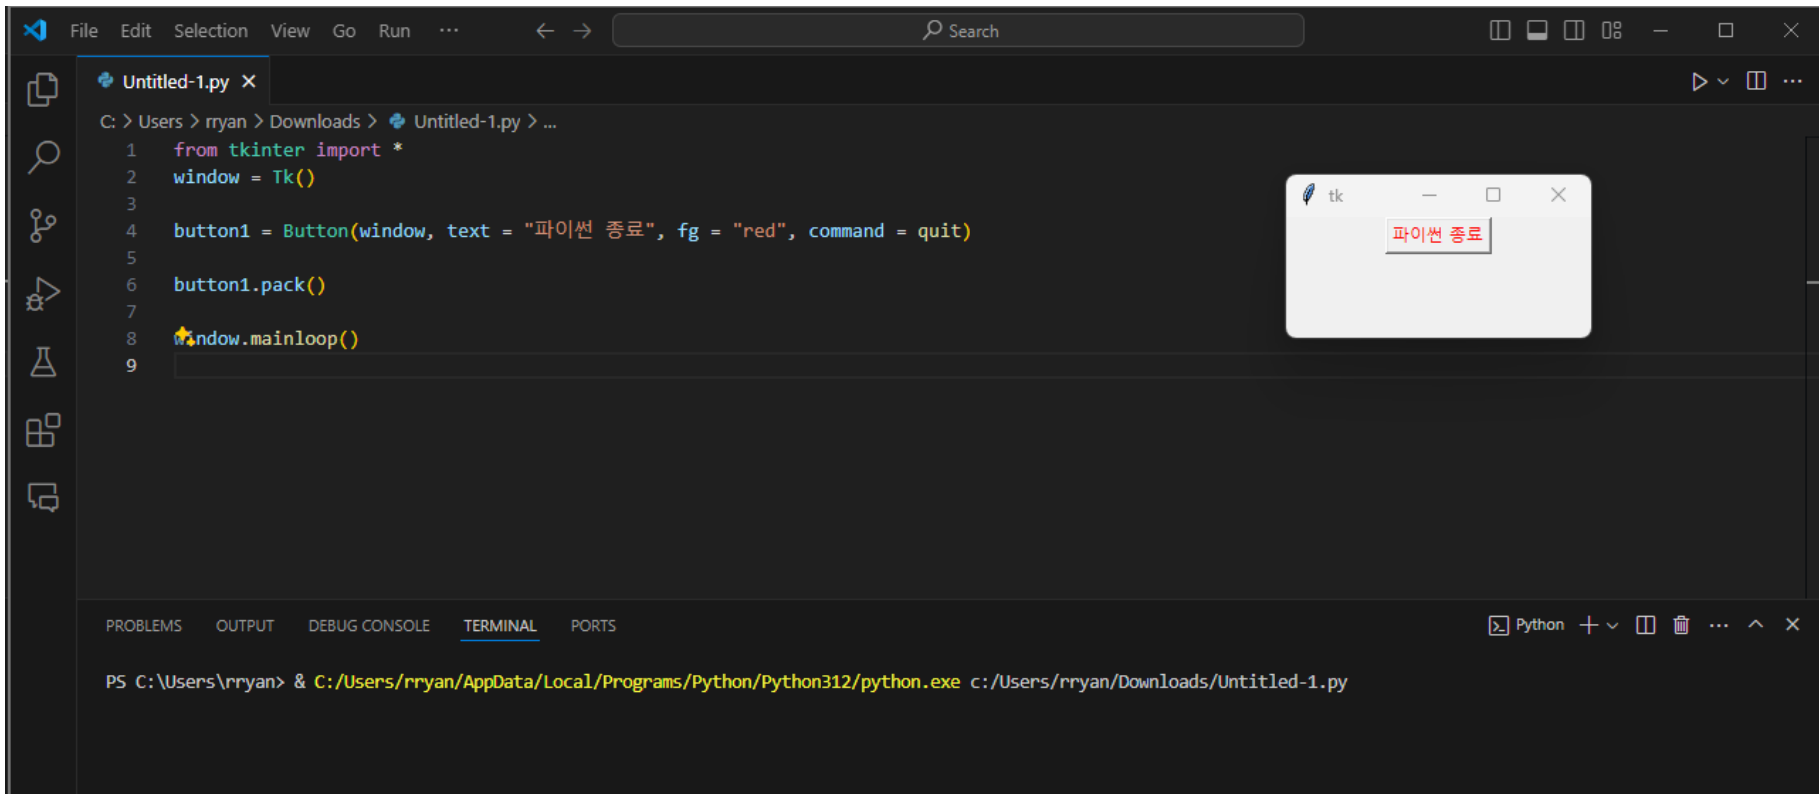 File Edit Selection View Go Run ··· Search
Untitled-1.py
C: > Users > rryan > Downloads > Untitled-1.py > ...
1 from tkinter import *
2 window = Tk()
3
4 button1 = Button(window, text = "파이썬 종료", fg = "red", command = quit)
5
6 button1.pack()
7
8 window.mainloop()
9
tk
파이썬 종료
PROBLEMS OUTPUT DEBUG CONSOLE TERMINAL PORTS
Python
PS C:\Users\rryan> & C:/Users/rryan/AppData/Local/Programs/Python/Python312/python.exe c:/Users/rryan/Downloads/Untitled-1.py